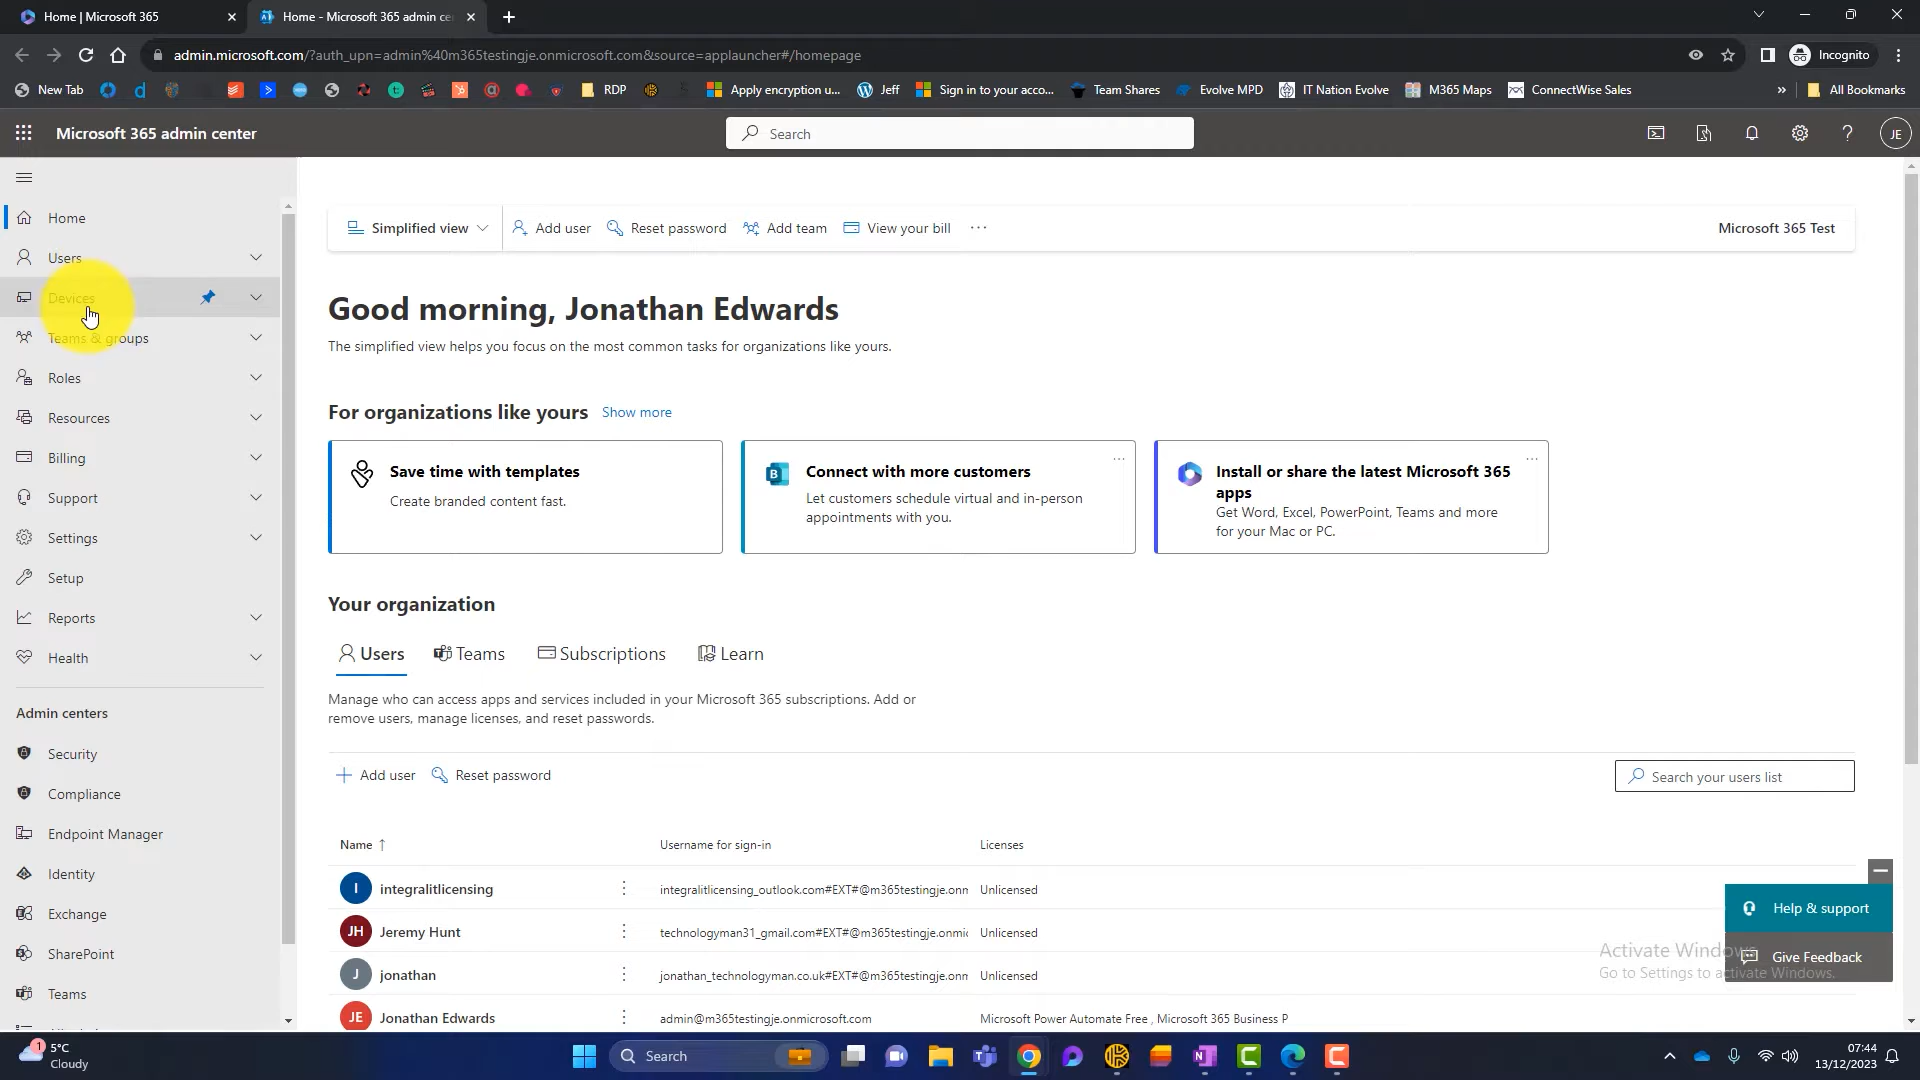 Home | Microsoft 365
Home - Microsoft 365 admin ce
admin.microsoft.com/?auth_upn=admin%40m365testingje.onmicrosoft.com&source=applauncher#/homepage
Incognito
New Tab
RDP
Apply encryption u...
Jeff
Sign in to your acco...
Team Shares
Evolve MPD
IT Nation Evolve
M365 Maps
ConnectWise Sales
»
All Bookmarks
Microsoft 365 admin center
Search
JE
Home
Users
Devices
Teams & groups
Roles
Resources
Billing
Support
Settings
Setup
Reports
Health
Admin centers
Security
Compliance
Endpoint Manager
Identity
Exchange
SharePoint
Teams
Simplified view
Add user
Reset password
Add team
View your bill
...
Microsoft 365 Test
Good morning, Jonathan Edwards
The simplified view helps you focus on the most common tasks for organizations like yours.
For organizations like yours Show more
Save time with templates
Create branded content fast.
Connect with more customers
Let customers schedule virtual and in-person
appointments with you.
Install or share the latest Microsoft 365
apps
Get Word, Excel, PowerPoint, Teams and more
for your Mac or PC.
Your organization
Users
Teams
Subscriptions
Learn
Manage who can access apps and services included in your Microsoft 365 subscriptions. Add or
remove users, manage licenses, and reset passwords.
Add user
Reset password
Search your users list
Name ↑ Username for sign-in Licenses
I integralitlicensing integralitlicensing_outlook.com#EXT#@m365testingje.onm Unlicensed
JH Jeremy Hunt technologyman31_gmail.com#EXT#@m365testingje.onmic Unlicensed
J jonathan jonathan_technologyman.co.uk#EXT#@m365testingje.onm Unlicensed
JE Jonathan Edwards admin@m365testingje.onmicrosoft.com Microsoft Power Automate Free , Microsoft 365 Business P
Help & support
Give Feedback
Activate Windows
Go to Settings to activate Windows.
1
5°C
Cloudy
Search
07:44
13/12/2023